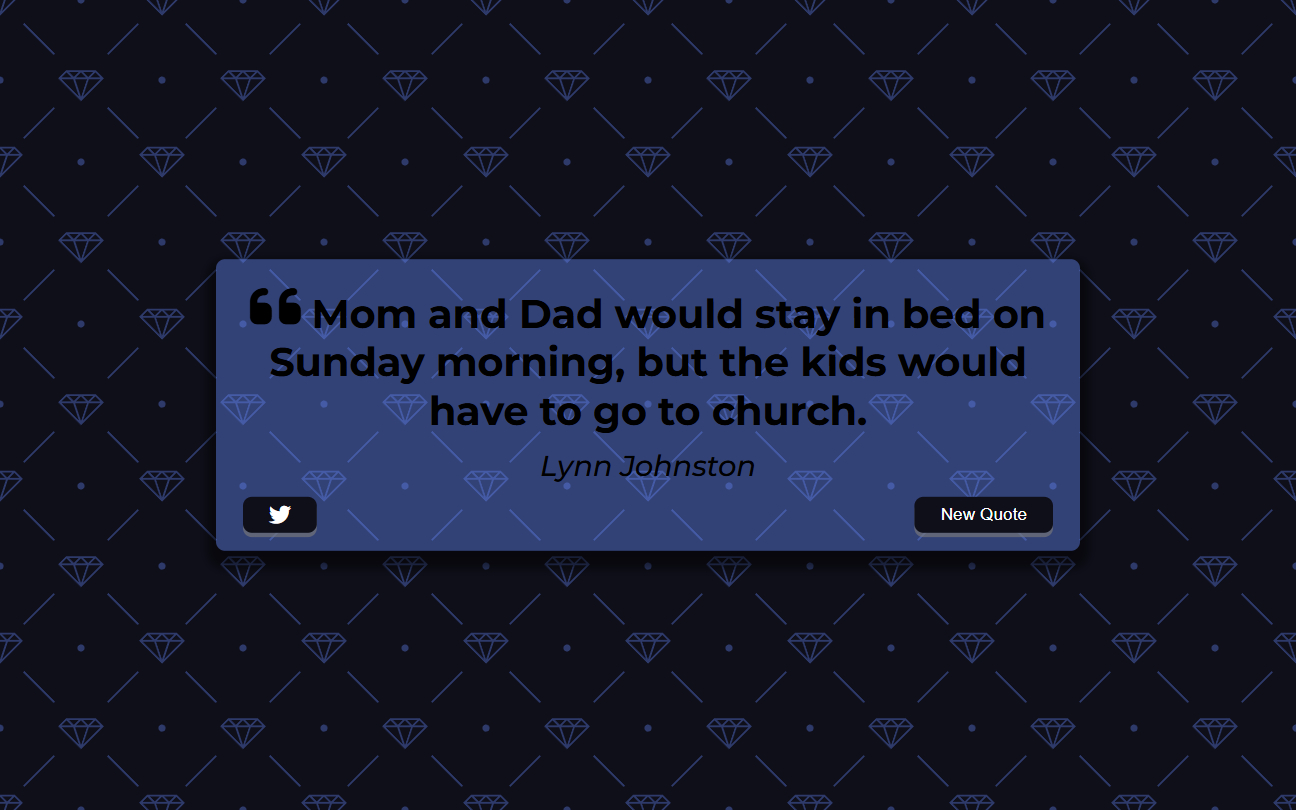 ❝ Mom and Dad would stay in bed on
Sunday morning, but the kids would
have to go to church.
Lynn Johnston
New Quote